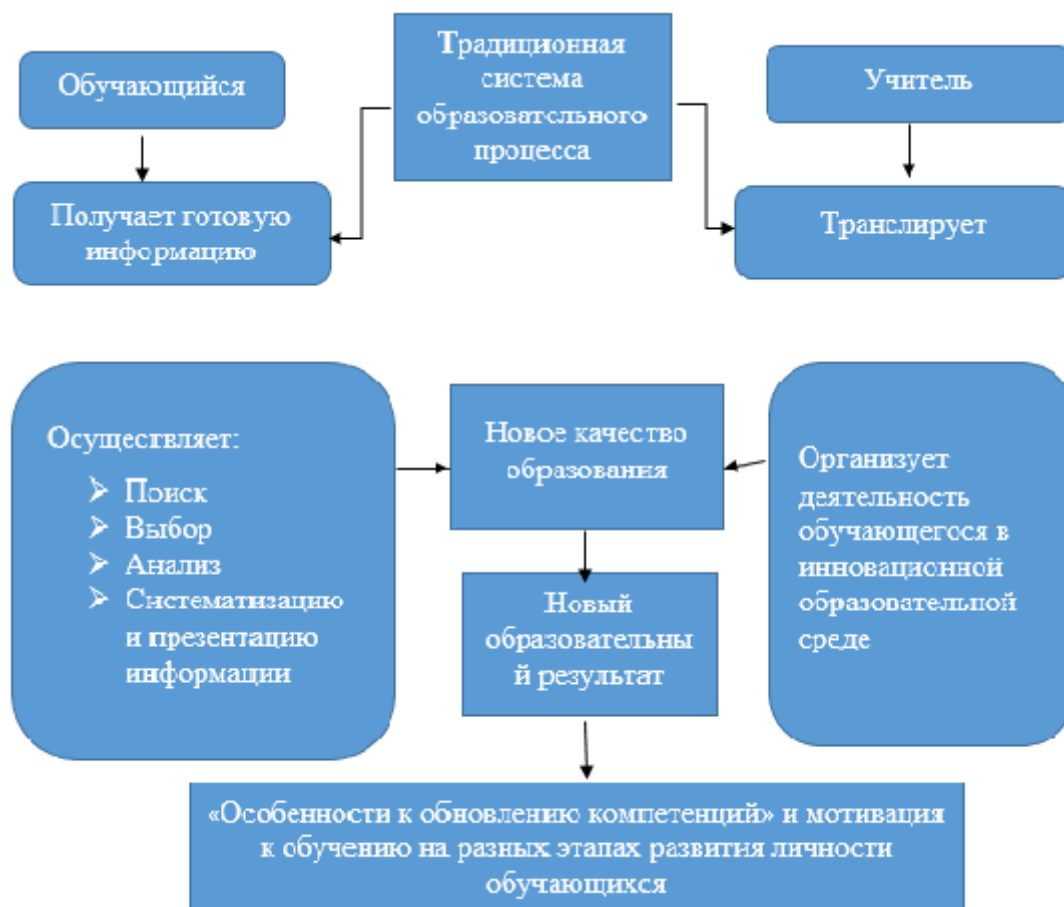 Обучающийся
Традиционная
система
образовательного
процесса
Учитель
Получает готовую
информацию
Транслирует
Осуществляет:
Поиск
Выбор
Анализ
Систематизацию
и презентацию
информации
Новое качество
образования
Организует
деятельность
обучающегося в
инновационной
образовательной
среде
Новый
образовательны
й результат
«Особенности к обновлению компетенций» и мотивация
к обучению на разных этапах развития личности
обучающихся